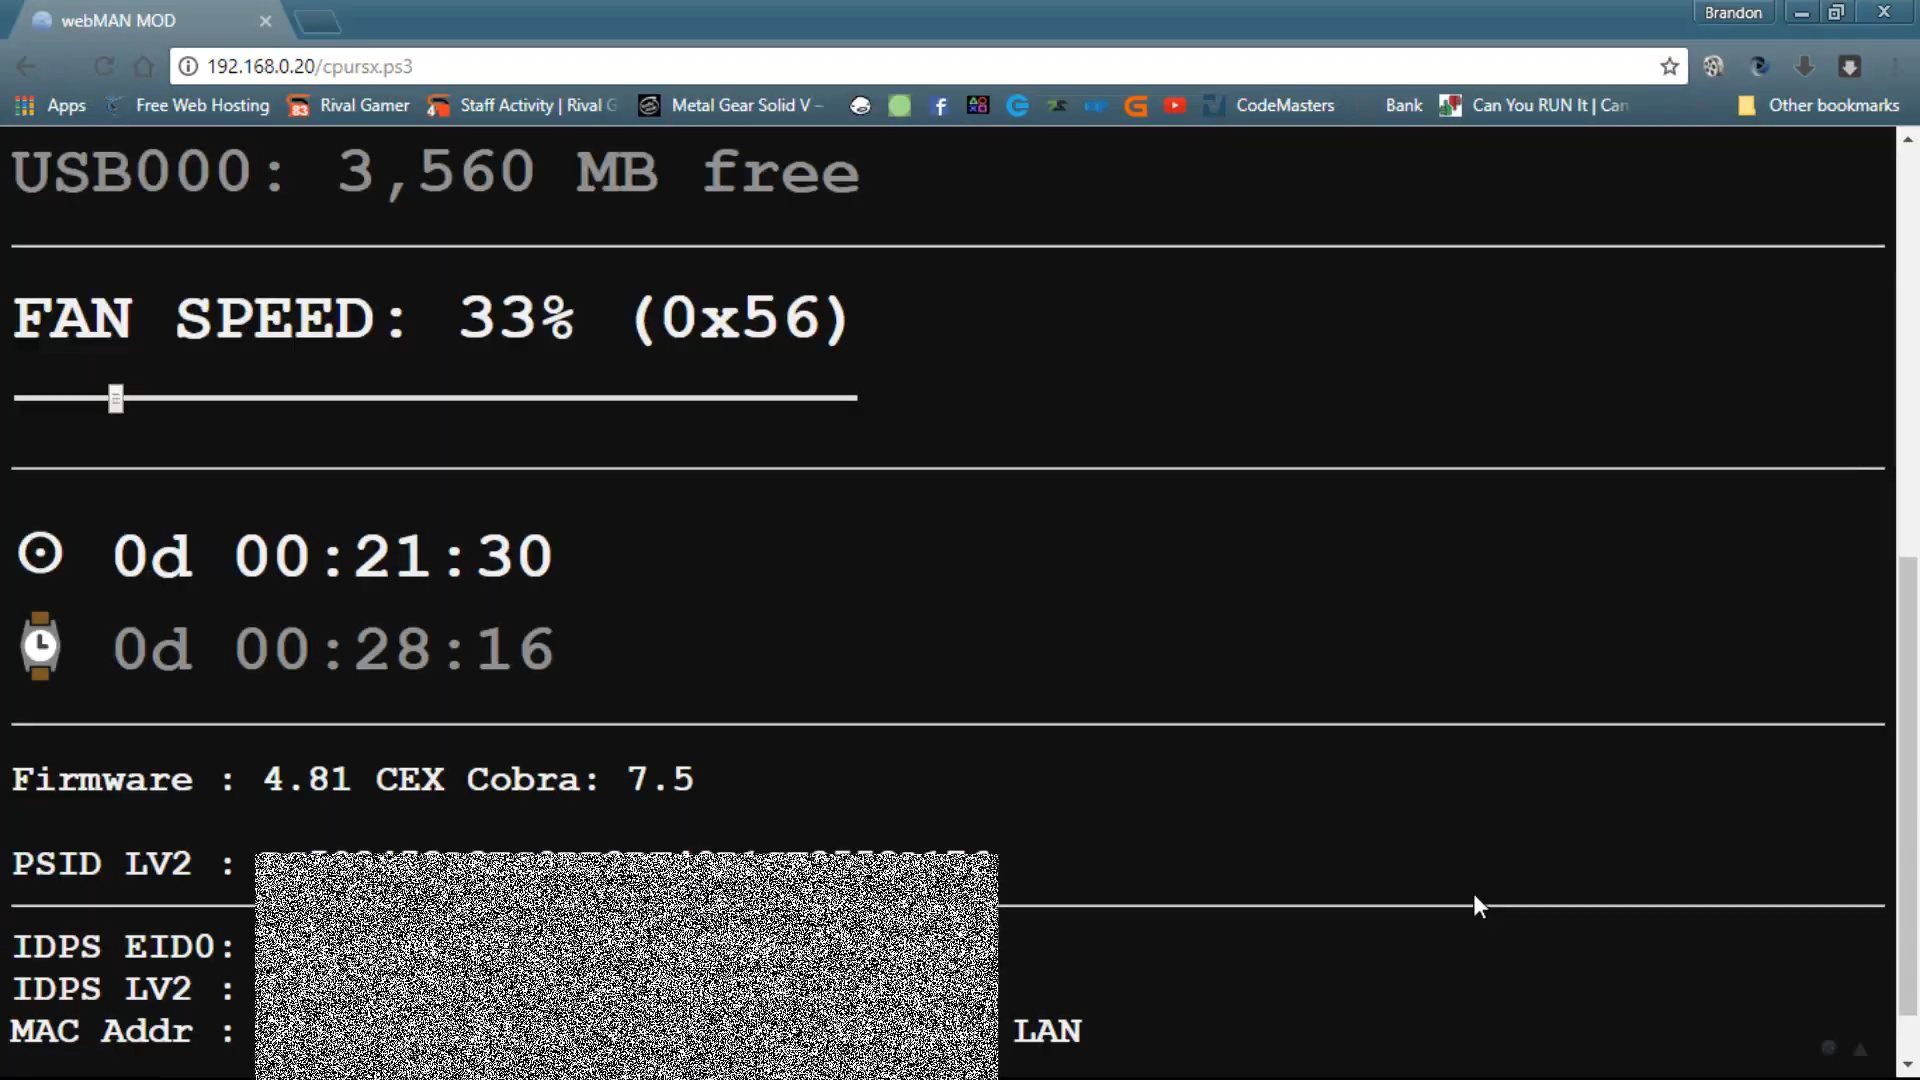 webMAN MOD
Brandon
192.168.0.20/cpursx.ps3
Apps Free Web Hosting Rival Gamer Staff Activity | Rival G Metal Gear Solid V – CodeMasters Bank Can You RUN It | Can Other bookmarks
USB000: 3,560 MB free
FAN SPEED: 33% (0x56)
0d 00:21:30
0d 00:28:16
Firmware : 4.81 CEX Cobra: 7.5
PSID LV2 :
IDPS EID0:
IDPS LV2 :
MAC Addr : LAN